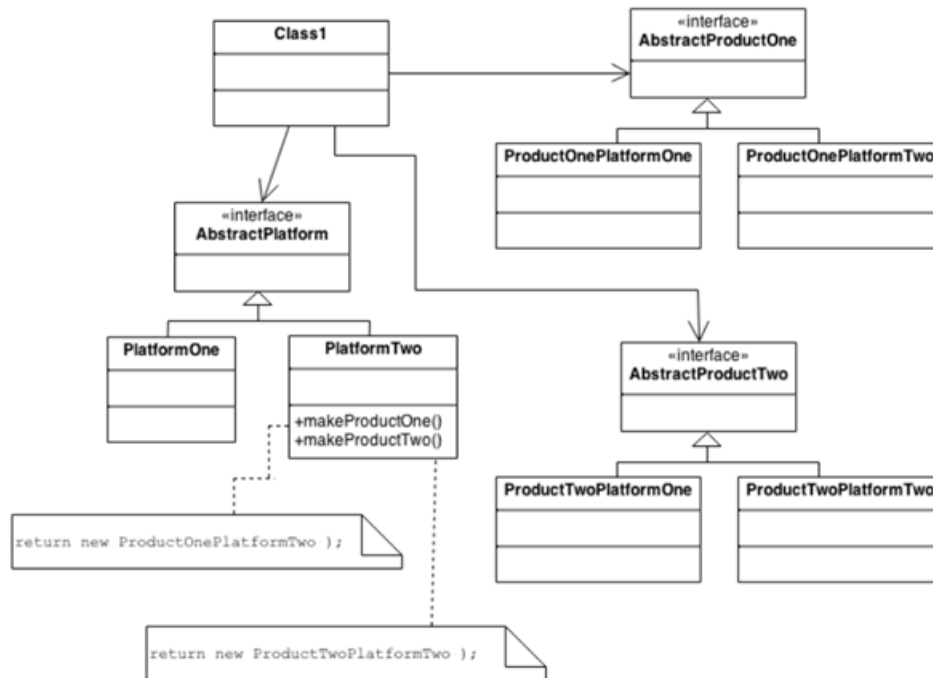 Class1
«interface»
AbstractProductOne
ProductOnePlatformOne
ProductOnePlatformTwo
«interface»
AbstractPlatform
PlatformOne
PlatformTwo
+makeProductOne()
+makeProductTwo()
«interface»
AbstractProductTwo
ProductTwoPlatformOne
ProductTwoPlatformTwo
return new ProductOnePlatformTwo );
return new ProductTwoPlatformTwo );